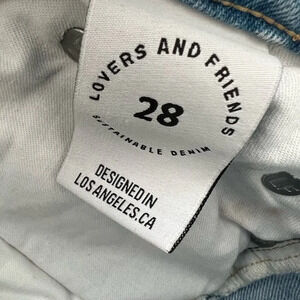 LOVERS AND FRIENDS
28
SUSTAINABLE DENIM
DESIGNED IN
LOS ANGELES.CA